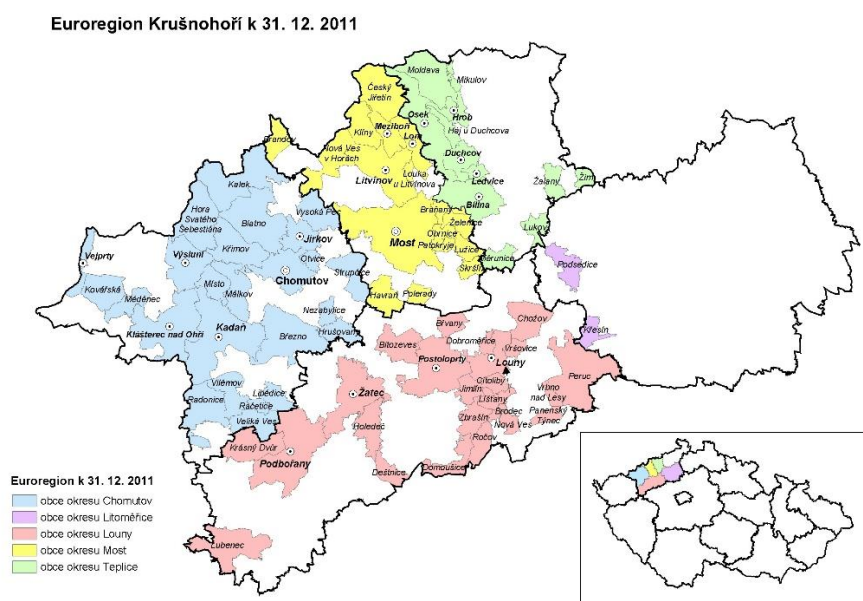 Euroregion Krušnohoří k 31. 12. 2011
Moldava
Mikulov
Český
Jiřetín
Osek
Hrob
Háj u Duchcova
Meziboří
Klíny
Lom
Brandov
Nová Ves
v Horách
Duchcov
Litvínov
Louka
u Litvínova
Ledvice
Kalek
Bílina
Žalany
Žim
Hora
Svatého
Šebestiána
Vysoká Pec
Blatno
Braňany
Želenice
Lukov
Jirkov
Most
Obrnice
Patokryje
Křimov
Otvice
Lužice
Měrunice
Vejprty
Výsluní
Skršín
Podsedice
Chomutov
Strupčice
Kovářská
Místo
Měděnec
Málkov
Havraň
Polerady
Nezabylice
Chožov
Klášterec nad Ohří
Kadaň
Hrušovany
Břvany
Křesín
Březno
Dobroměřice
Bitozeves
Vršovice
Postoloprty
Louny
Peruc
Vilémov
Cítoliby
Libědice
Žatec
Jimlín
Vrbno
nad Lesy
Radonice
Račetice
Líšťany
Veliká Ves
Zbrašín
Brodec
Panenský
Týnec
Holedeč
Nová Ves
Krásný Dvůr
Ročov
Podbořany
Deštnice
Domoušice
Lubenec
Euroregion k 31. 12. 2011
obce okresu Chomutov
obce okresu Litoměřice
obce okresu Louny
obce okresu Most
obce okresu Teplice